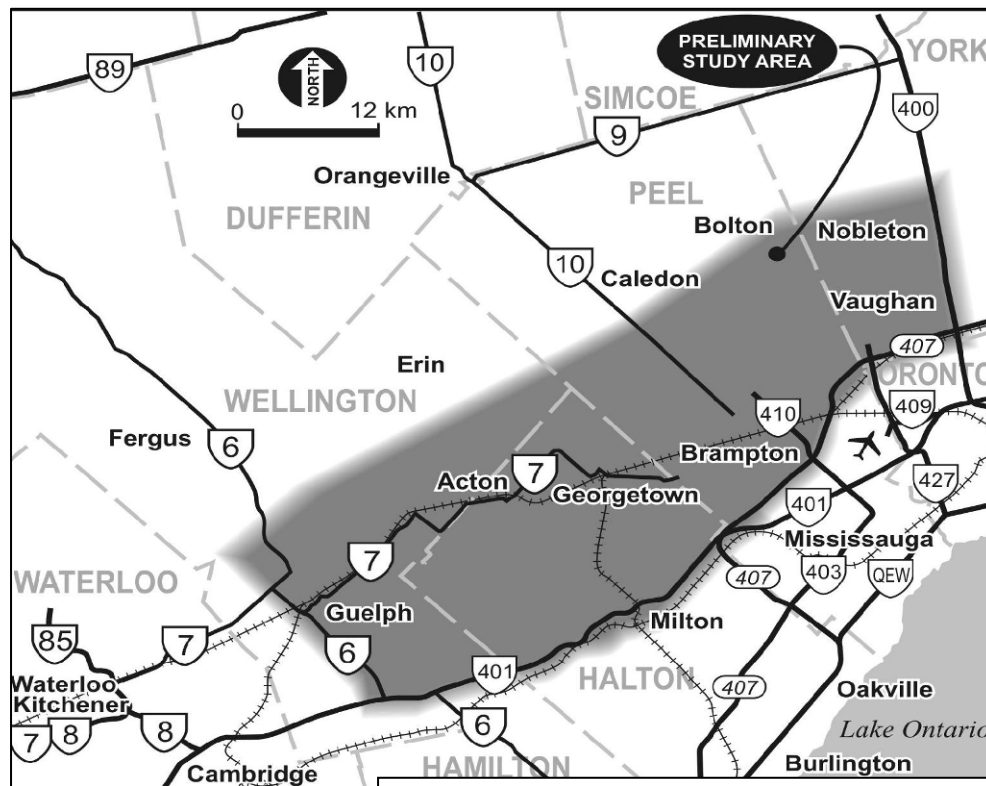 PRELIMINARY
STUDY AREA
YORK
89
10
NORTH
0 12 km
SIMCOE
9
400
Orangeville
PEEL
DUFFERIN
Bolton
Nobleton
10
Caledon
Vaughan
407
Erin
TORONTO
WELLINGTON
410
409
Fergus
6
Brampton
7
Acton
Georgetown
427
401
Mississauga
7
WATERLOO
407
403
QEW
Guelph
Milton
85
7
6
401
HALTON
407
Waterloo
Kitchener
Oakville
7
8
8
6
Lake Ontario
Cambridge
HAMILTON
Burlington